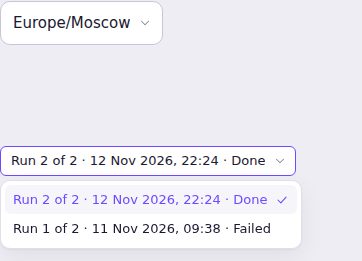 Europe/Moscow
Run 2 of 2 · 12 Nov 2026, 22:24 · Done
Run 2 of 2 · 12 Nov 2026, 22:24 · Done
Run 1 of 2 · 11 Nov 2026, 09:38 · Failed